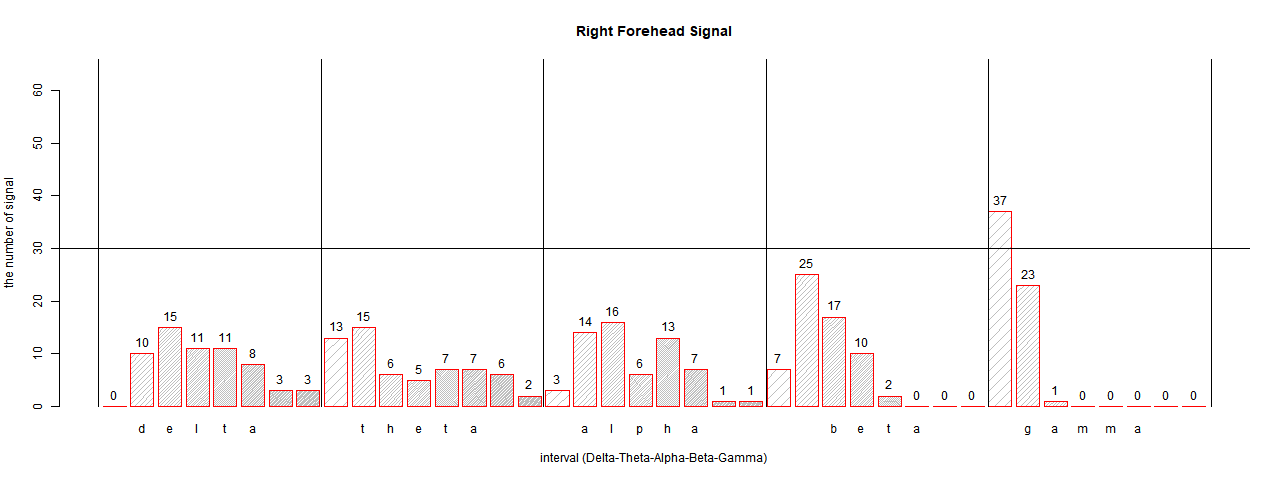 Right Forehead Signal
the number of signal
60
50
40
30
20
10
0
0 10 15 11 11 8 3 3 13 15 6 5 7 7 6 2 3 14 16 6 13 7 1 1 7 25 17 10 2 0 0 0 37 23 1 0 0 0 0 0
d e l t a t h e t a a l p h a b e t a g a m m a
interval (Delta-Theta-Alpha-Beta-Gamma)